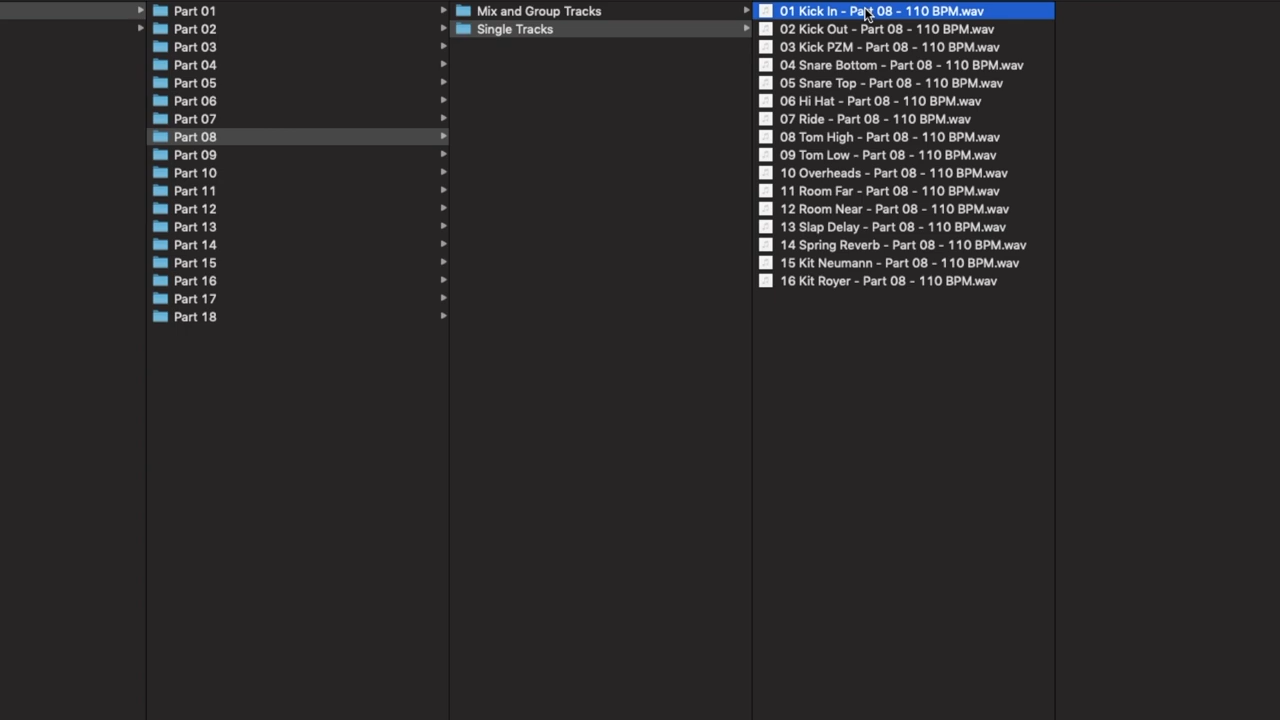 Part 01
Part 02
Part 03
Part 04
Part 05
Part 06
Part 07
Part 08
Part 09
Part 10
Part 11
Part 12
Part 13
Part 14
Part 15
Part 16
Part 17
Part 18
Mix and Group Tracks
Single Tracks
01 Kick In - Part 08 - 110 BPM.wav
02 Kick Out - Part 08 - 110 BPM.wav
03 Kick PZM - Part 08 - 110 BPM.wav
04 Snare Bottom - Part 08 - 110 BPM.wav
05 Snare Top - Part 08 - 110 BPM.wav
06 Hi Hat - Part 08 - 110 BPM.wav
07 Ride - Part 08 - 110 BPM.wav
08 Tom High - Part 08 - 110 BPM.wav
09 Tom Low - Part 08 - 110 BPM.wav
10 Overheads - Part 08 - 110 BPM.wav
11 Room Far - Part 08 - 110 BPM.wav
12 Room Near - Part 08 - 110 BPM.wav
13 Slap Delay - Part 08 - 110 BPM.wav
14 Spring Reverb - Part 08 - 110 BPM.wav
15 Kit Neumann - Part 08 - 110 BPM.wav
16 Kit Royer - Part 08 - 110 BPM.wav